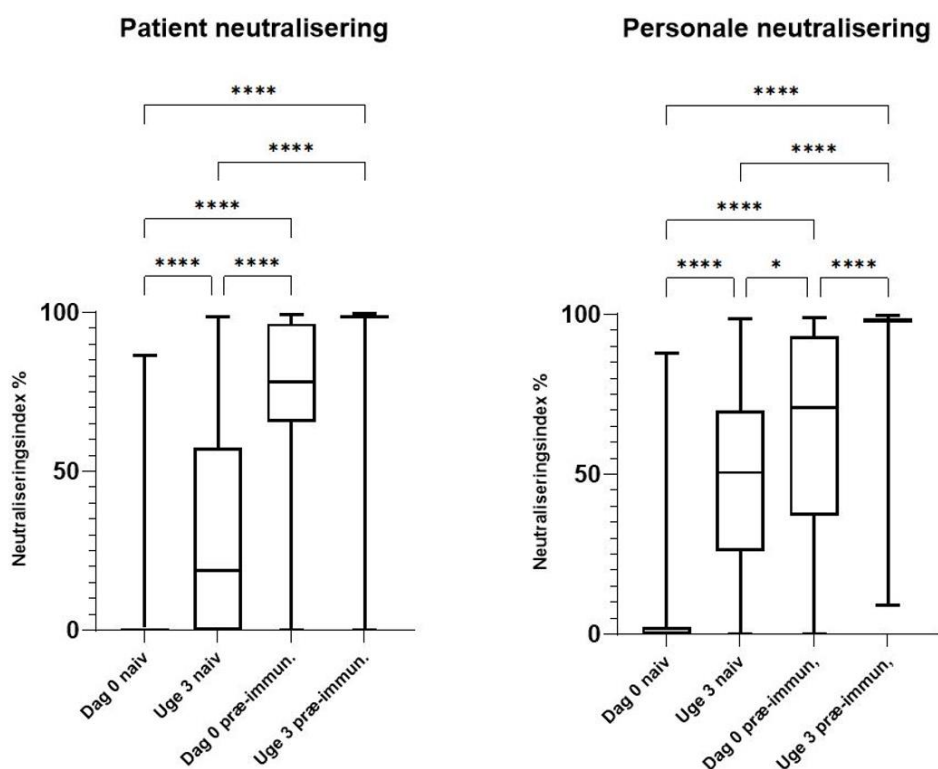 Patient neutralisering
****
****
****
**** ****
100
50
0
Neutraliseringsindex %
Dag 0 naiv
Uge 3 naiv
Dag 0 præ-immun.
Uge 3 præ-immun.
Personale neutralisering
****
****
****
**** * ****
100
50
0
Neutraliseringsindex %
Dag 0 naiv
Uge 3 naiv
Dag 0 præ-immun,
Uge 3 præ-immun,